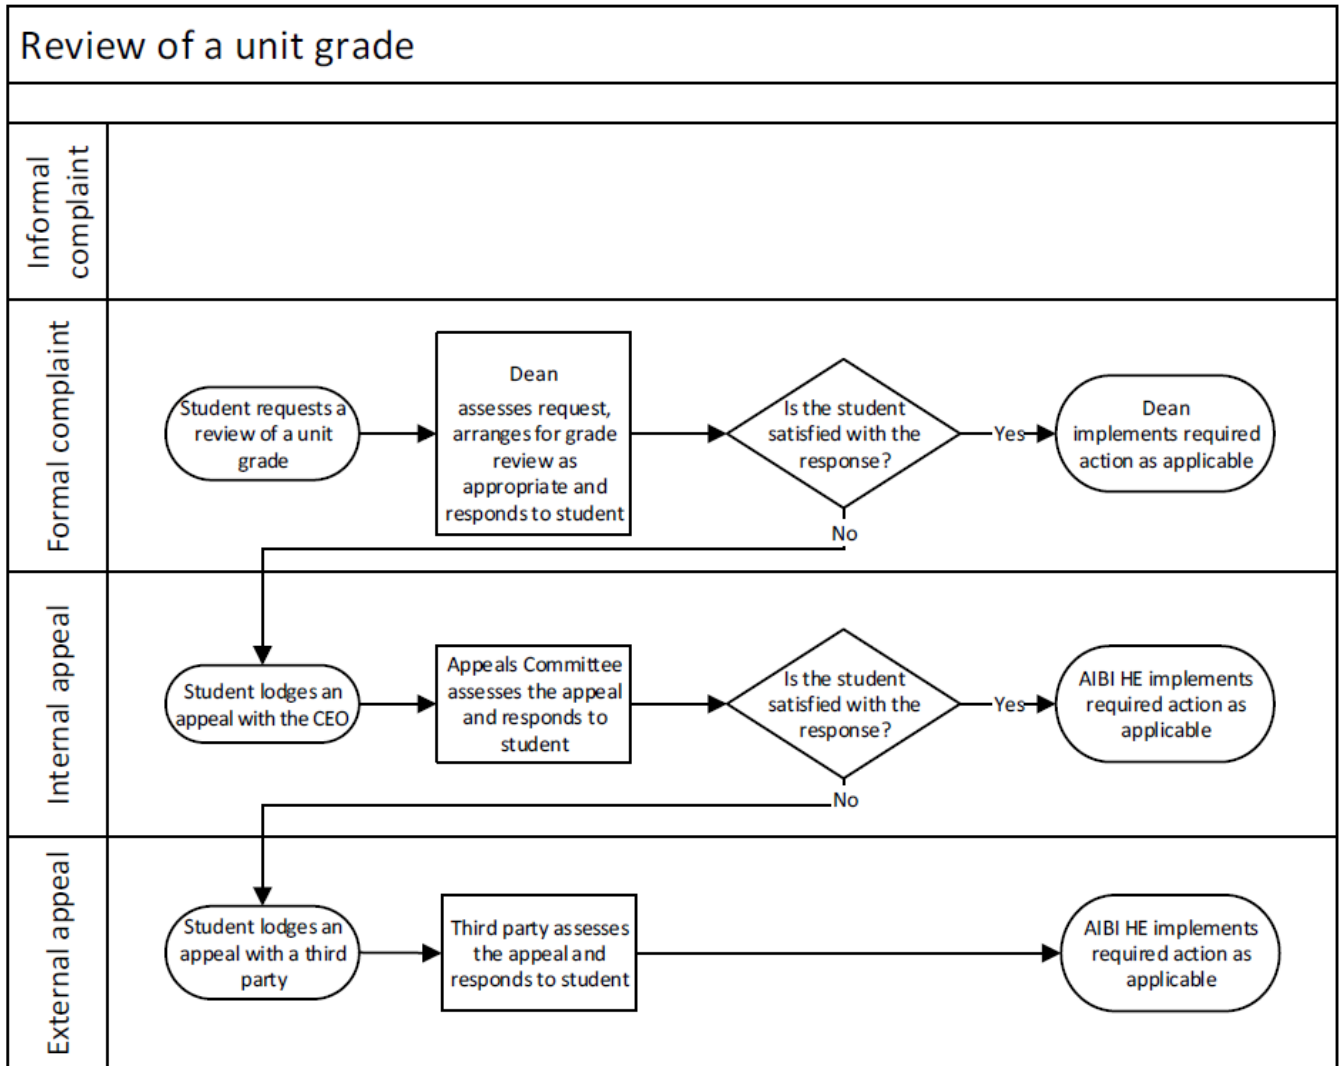 Review of a unit grade
Informal
complaint
Formal complaint
Student requests a
review of a unit
grade
Dean
assesses request,
arranges for grade
review as
appropriate and
responds to student
Is the student
satisfied with the
response?
Yes
Dean
implements required
action as applicable
No
Internal appeal
Student lodges an
appeal with the CEO
Appeals Committee
assesses the appeal
and responds to
student
Is the student
satisfied with the
response?
Yes
AIBI HE implements
required action as
applicable
No
External appeal
Student lodges an
appeal with a third
party
Third party assesses
the appeal and
responds to student
AIBI HE implements
required action as
applicable